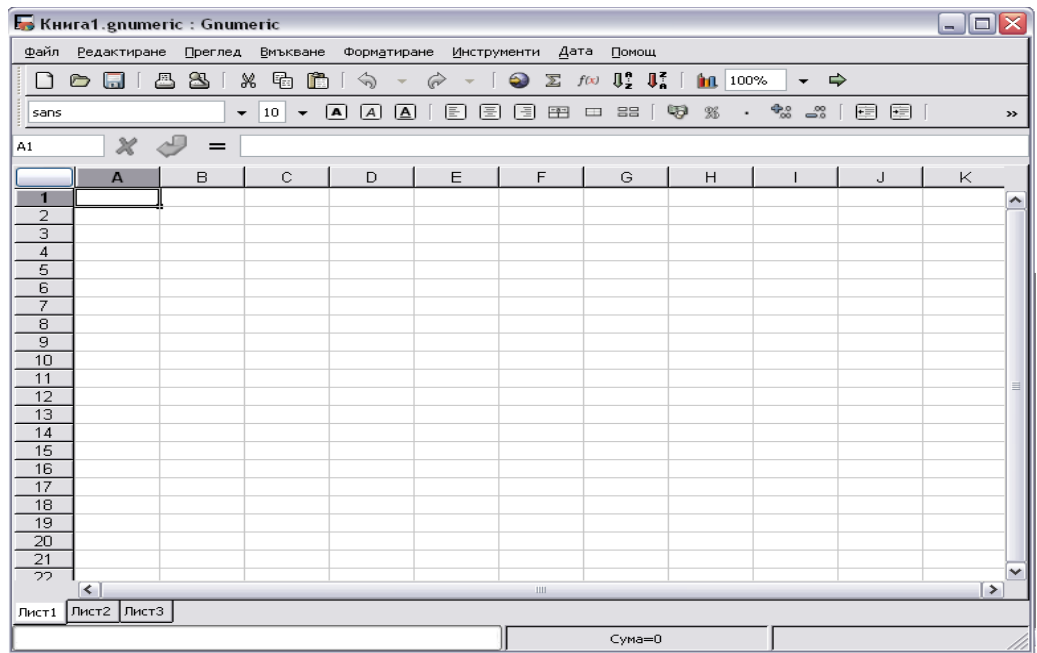 Книга1.gnumeric : Gnumeric
Файл Редактиране Преглед Вмъкване Форматиране Инструменти Дата Помощ
f(x) A Z Z A 100%
sans 10 A A A % . »
A1 =
A B C D E F G H I J K
1
2
3
4
5
6
7
8
9
10
11
12
13
14
15
16
17
18
19
20
21
22
Лист1 Лист2 Лист3
Сума=0